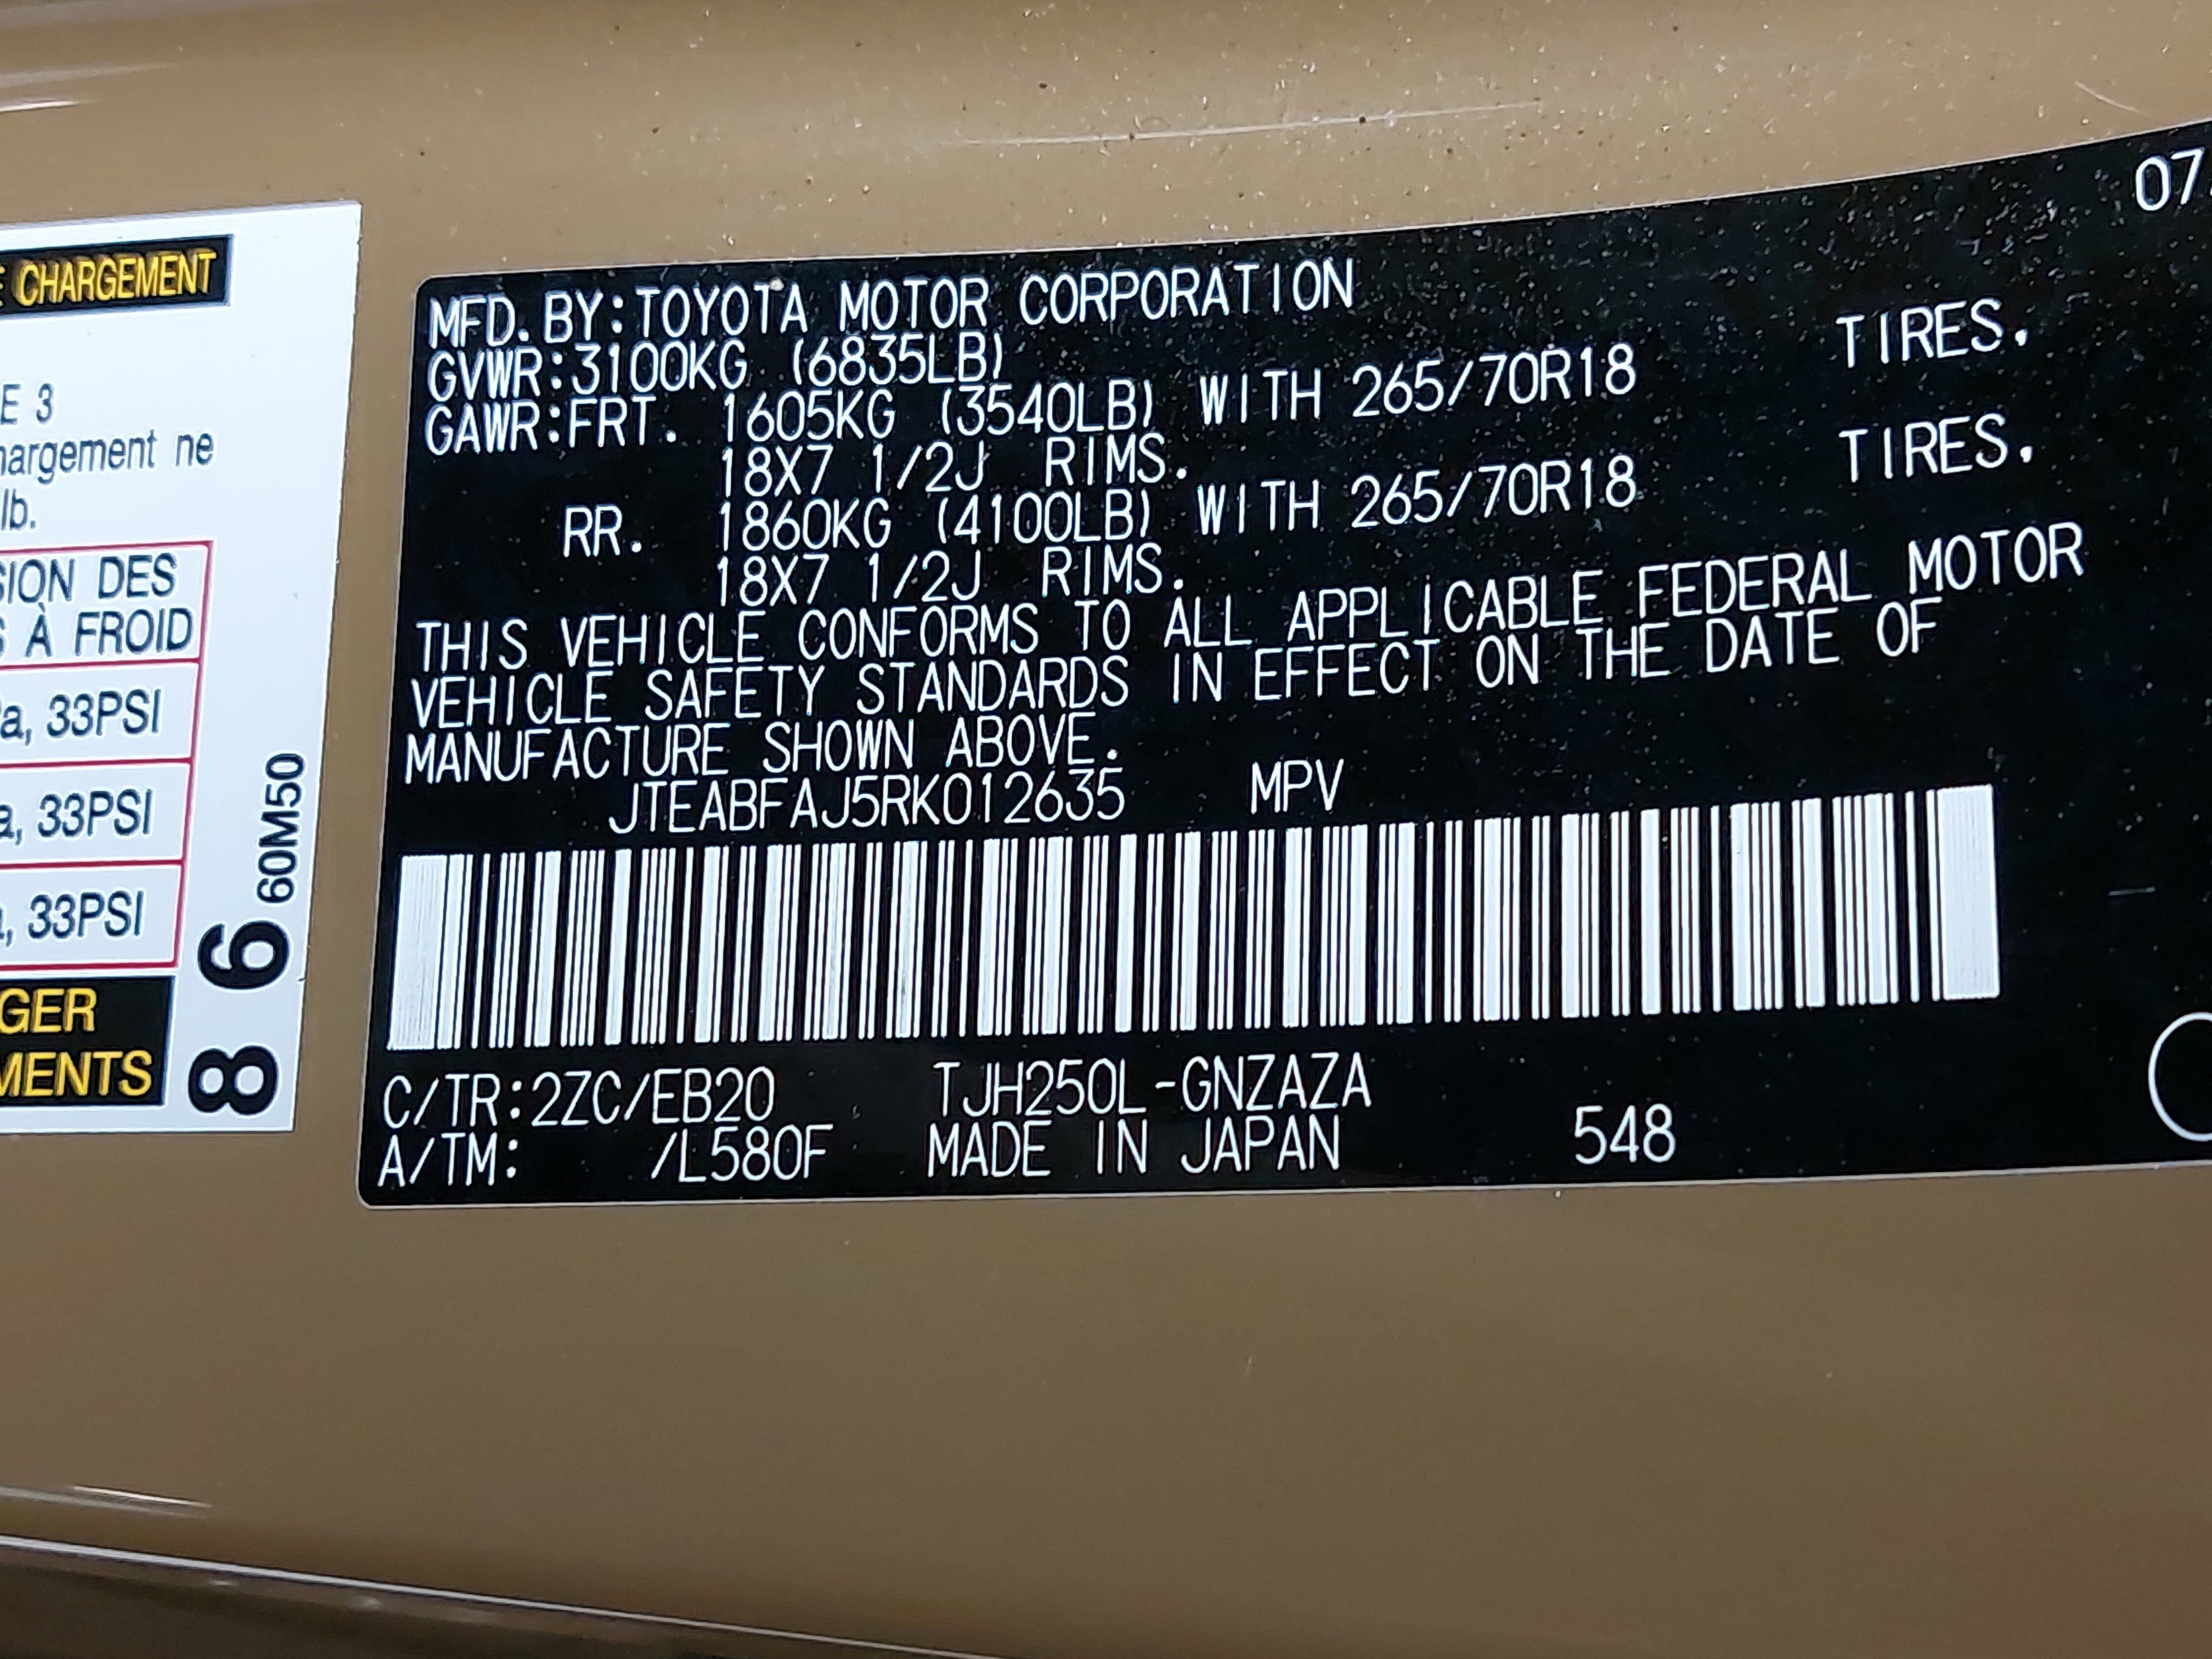 E CHARGEMENT
E 3
hargement ne
lb.
SION DES
S À FROID
Pa, 33PSI
a, 33PSI
, 33PSI
GER
MENTS
60M50
8 6
07
MFD. BY:TOYOTA MOTOR CORPORATION
GVWR:3100KG (6835LB)
GAWR:FRT. 1605KG (3540LB) WITH 265/70R18 TIRES,
18X7 1/2J RIMS.
RR. 1860KG (4100LB) WITH 265/70R18 TIRES,
18X7 1/2J RIMS.
THIS VEHICLE CONFORMS TO ALL APPLICABLE FEDERAL MOTOR
VEHICLE SAFETY STANDARDS IN EFFECT ON THE DATE OF
MANUFACTURE SHOWN ABOVE.
JTEABFAJ5RK012635 MPV
C/TR:2ZC/EB20 TJH250L-GNZAZA
A/TM: /L580F MADE IN JAPAN 548